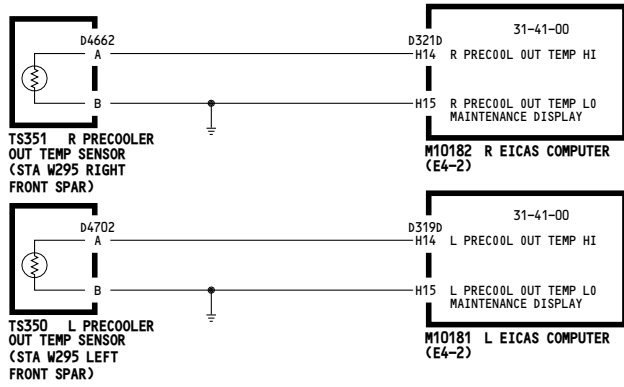 31-41-00
D4662 D321D
A H14 R PRECOOL OUT TEMP HI
B H15 R PRECOOL OUT TEMP LO
MAINTENANCE DISPLAY
TS351 R PRECOOLER
OUT TEMP SENSOR
(STA W295 RIGHT
FRONT SPAR)
M10182 R EICAS COMPUTER
(E4-2)
31-41-00
D4702 D319D
A H14 L PRECOOL OUT TEMP HI
B H15 L PRECOOL OUT TEMP LO
MAINTENANCE DISPLAY
TS350 L PRECOOLER
OUT TEMP SENSOR
(STA W295 LEFT
FRONT SPAR)
M10181 L EICAS COMPUTER
(E4-2)